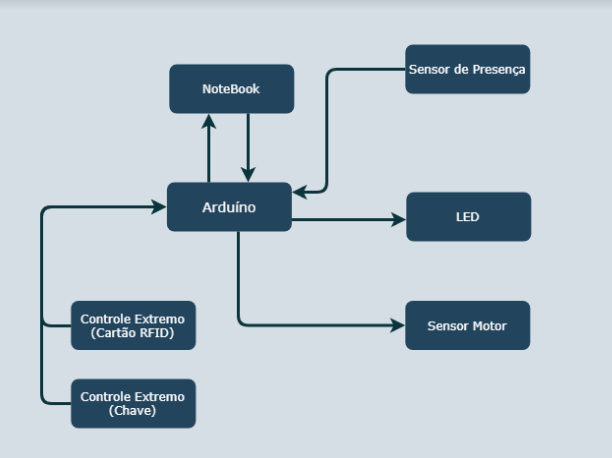 Sensor de Presença
NoteBook
Arduíno
LED
Controle Extremo
(Cartão RFID)
Sensor Motor
Controle Extremo
(Chave)